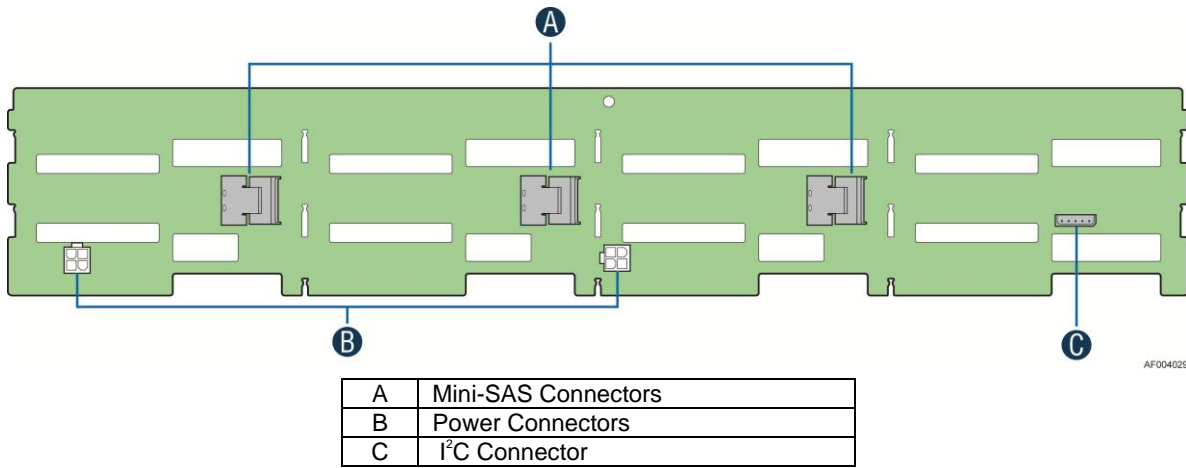 A
B
C
AF004029
A Mini-SAS Connectors
B Power Connectors
C I²C Connector